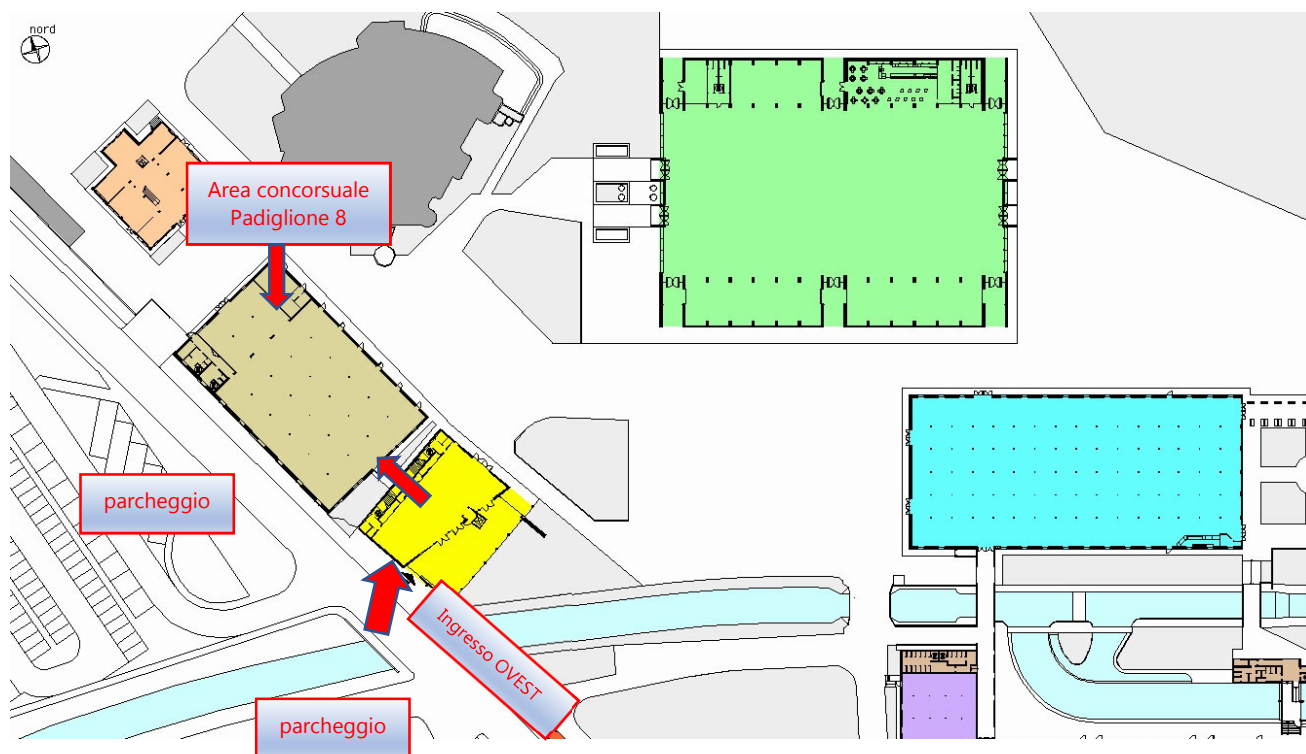 nord
Area concorsuale
Padiglione 8
parcheggio
Ingresso OVEST
parcheggio